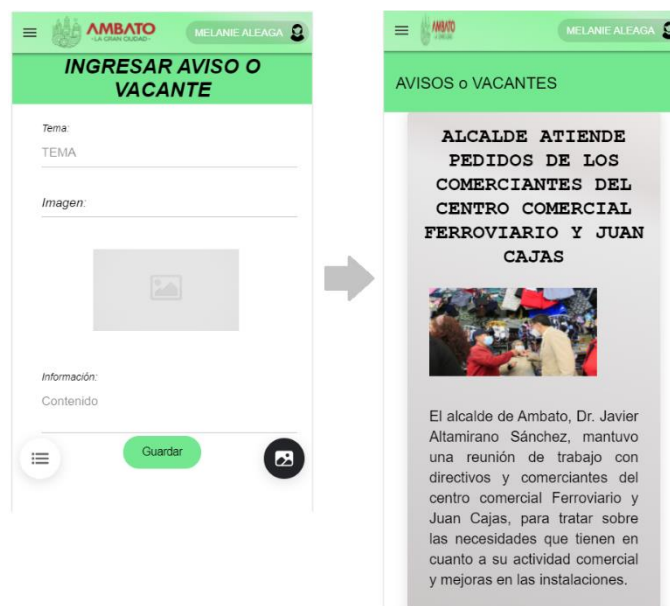 AMBATO
-LA GRAN CIUDAD-
MELANIE ALEAGA
INGRESAR AVISO O
VACANTE
Tema:
TEMA
Imagen:
Información:
Contenido
Guardar
AMBATO
MELANIE ALEAGA
AVISOS o VACANTES
ALCALDE ATIENDE
PEDIDOS DE LOS
COMERCIANTES DEL
CENTRO COMERCIAL
FERROVIARIO Y JUAN
CAJAS
El alcalde de Ambato, Dr. Javier
Altamirano Sánchez, mantuvo
una reunión de trabajo con
directivos y comerciantes del
centro comercial Ferroviario y
Juan Cajas, para tratar sobre
las necesidades que tienen en
cuanto a su actividad comercial
y mejoras en las instalaciones.